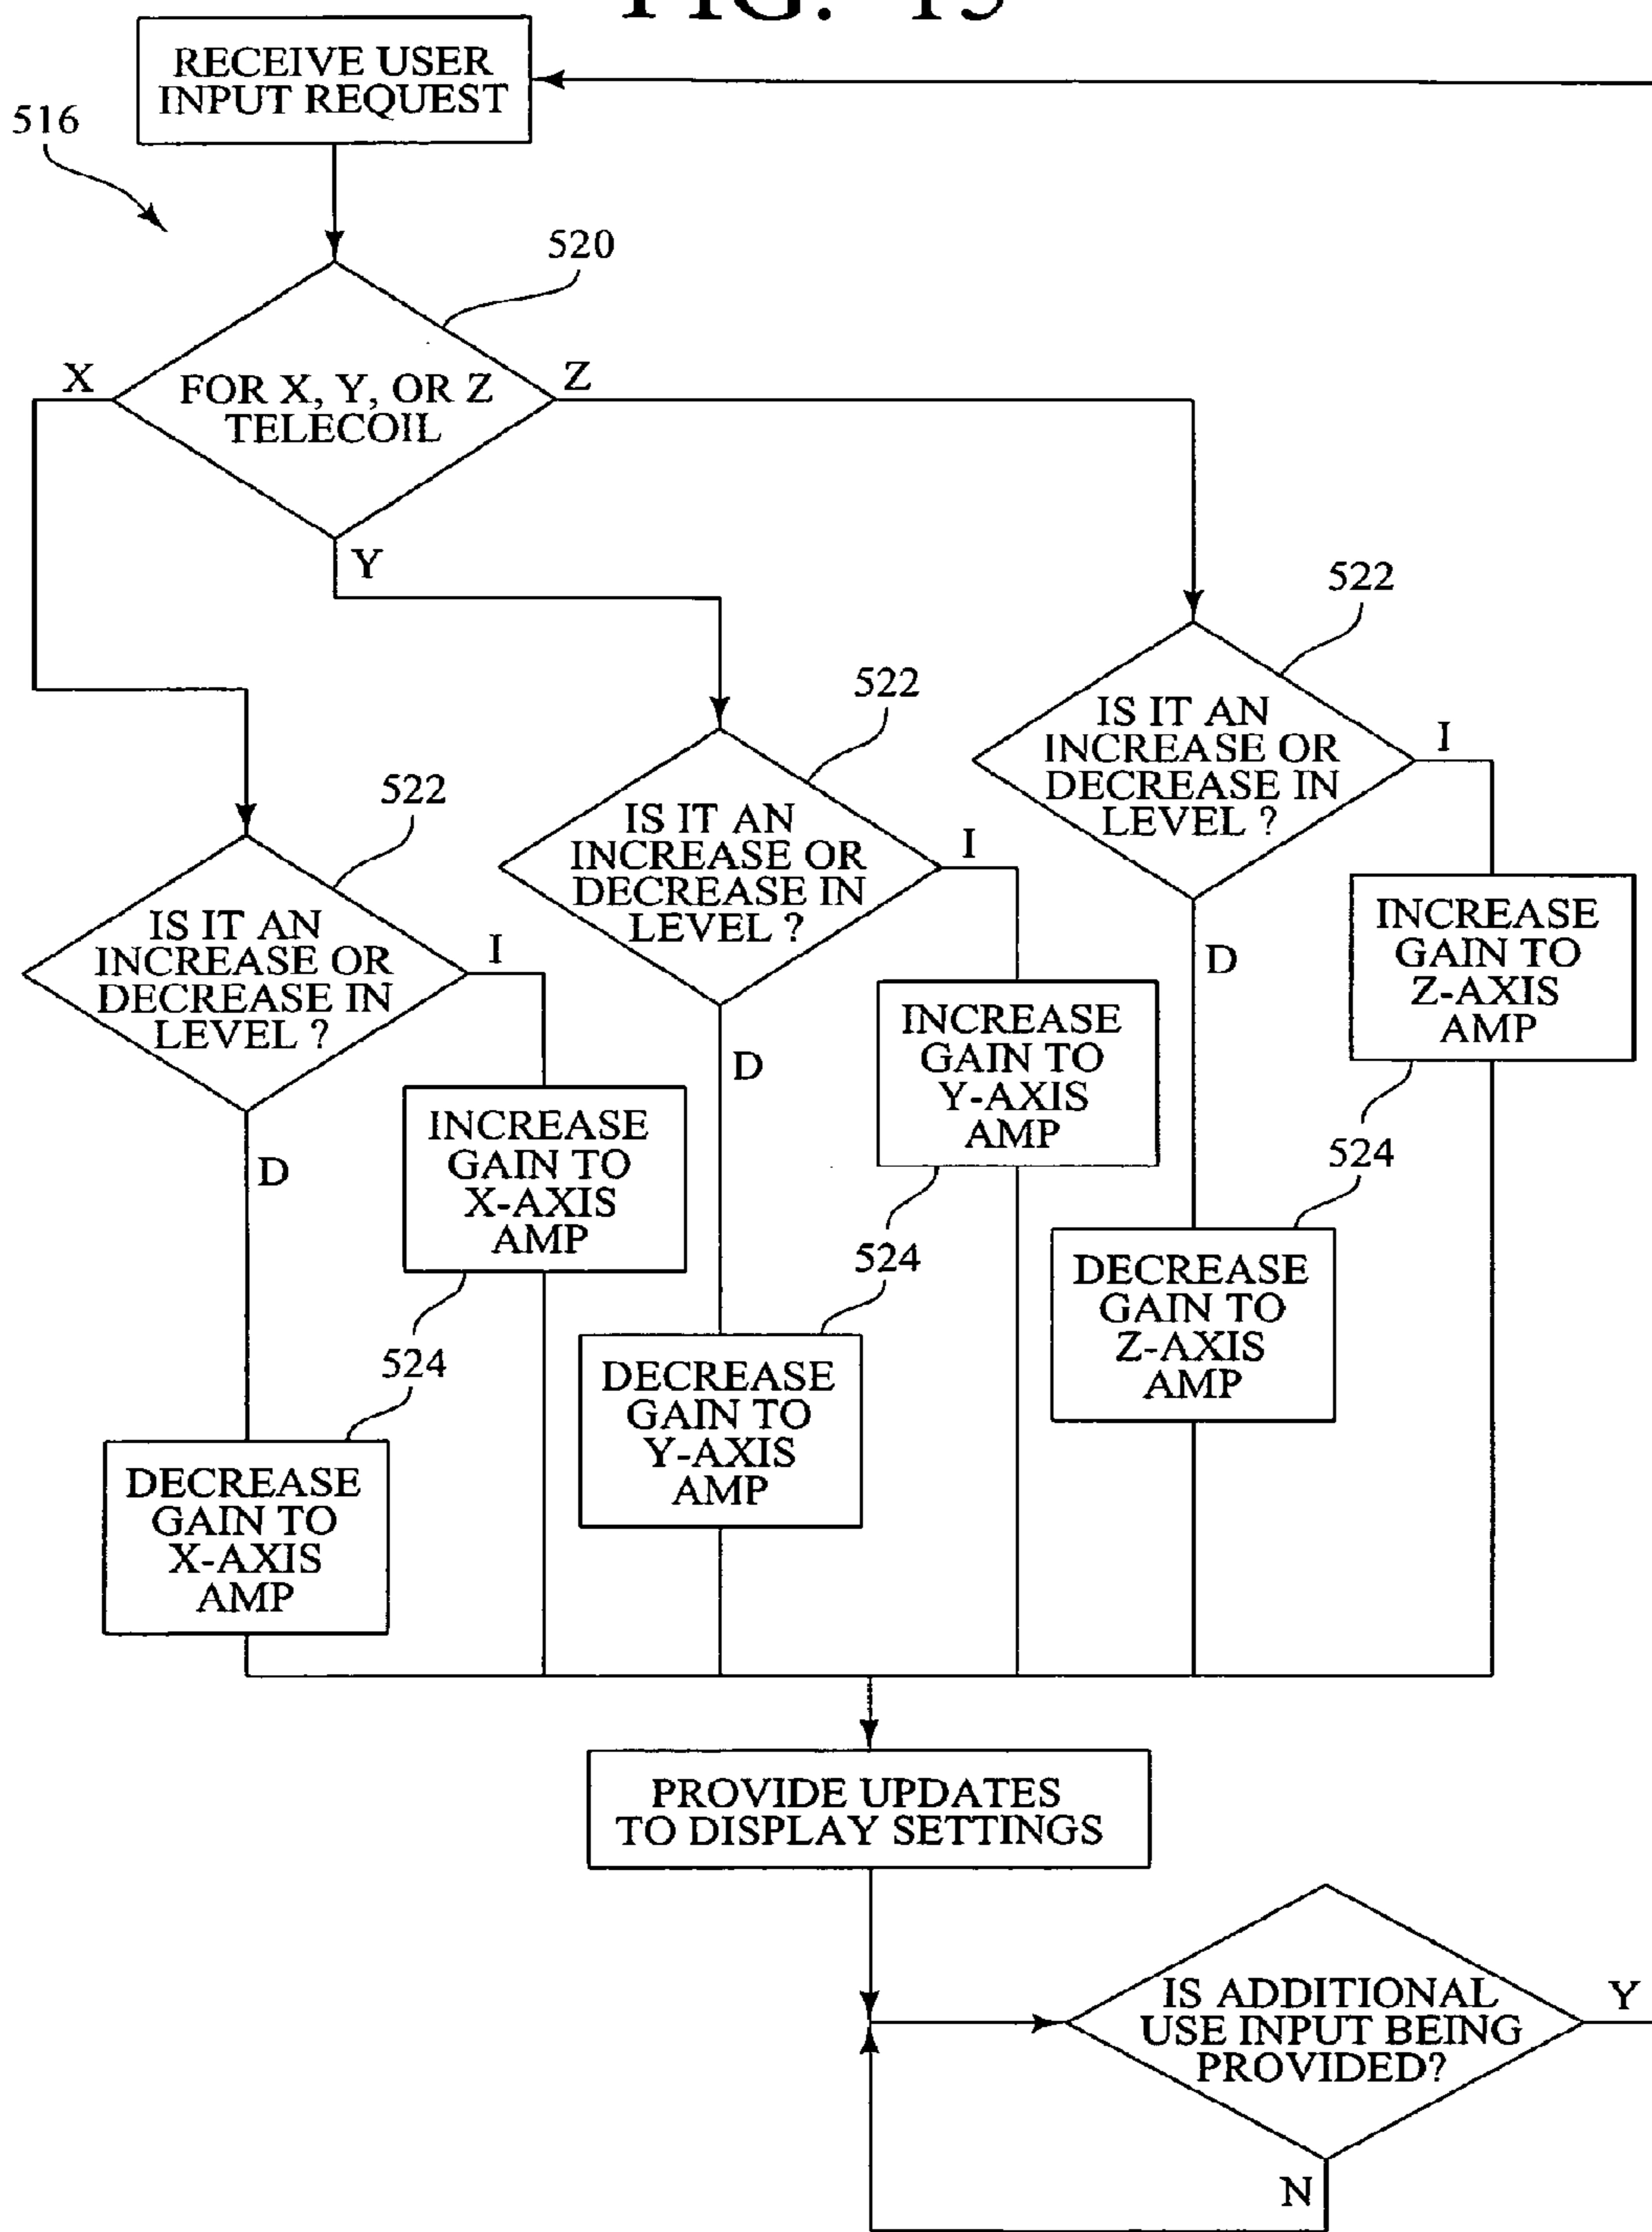 FIG.
RECEIVE USER
INPUT REQUEST
516
520
X
FOR X, Y, OR Z
TELECOIL
Z
Y
522
IS IT AN
INCREASE OR
DECREASE IN
LEVEL ?
I
D
INCREASE
GAIN TO
X-AXIS
AMP
524
DECREASE
GAIN TO
X-AXIS
AMP
522
IS IT AN
INCREASE OR
DECREASE IN
LEVEL ?
I
D
INCREASE
GAIN TO
Y-AXIS
AMP
524
DECREASE
GAIN TO
Y-AXIS
AMP
522
IS IT AN
INCREASE OR
DECREASE IN
LEVEL ?
I
D
INCREASE
GAIN TO
Z-AXIS
AMP
524
DECREASE
GAIN TO
Z-AXIS
AMP
PROVIDE UPDATES
TO DISPLAY SETTINGS
IS ADDITIONAL
USE INPUT BEING
PROVIDED?
Y
N